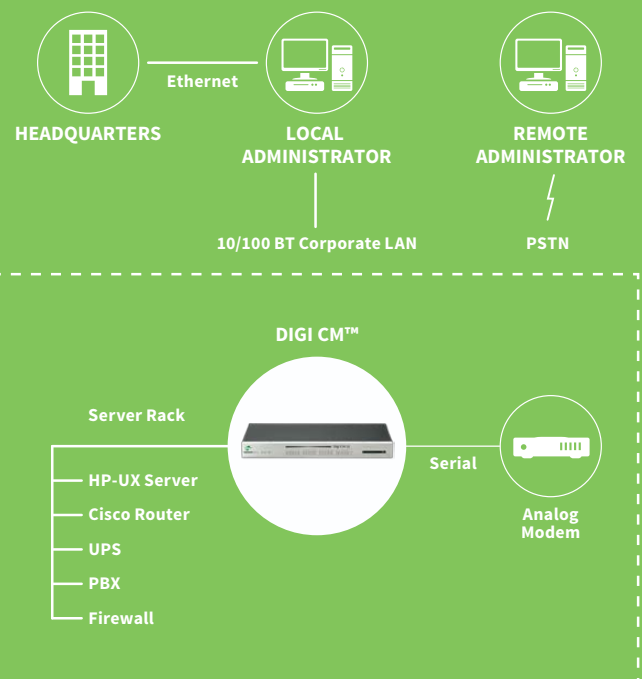 Ethernet
HEADQUARTERS
LOCAL
ADMINISTRATOR
REMOTE
ADMINISTRATOR
10/100 BT Corporate LAN
PSTN
DIGI CM™
Server Rack
Serial
HP-UX Server
Cisco Router
UPS
PBX
Firewall
Analog
Modem